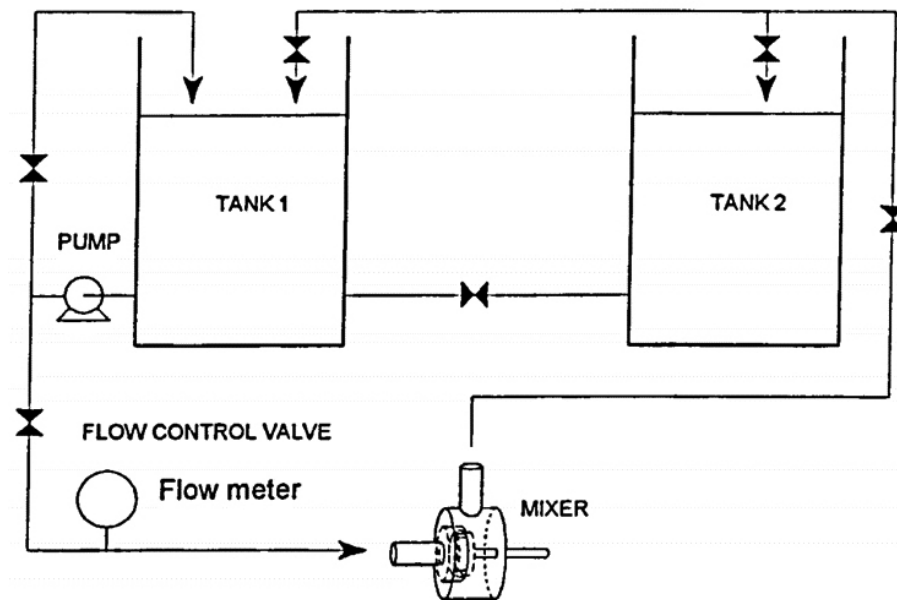 TANK 1
TANK 2
PUMP
FLOW CONTROL VALVE
Flow meter
MIXER